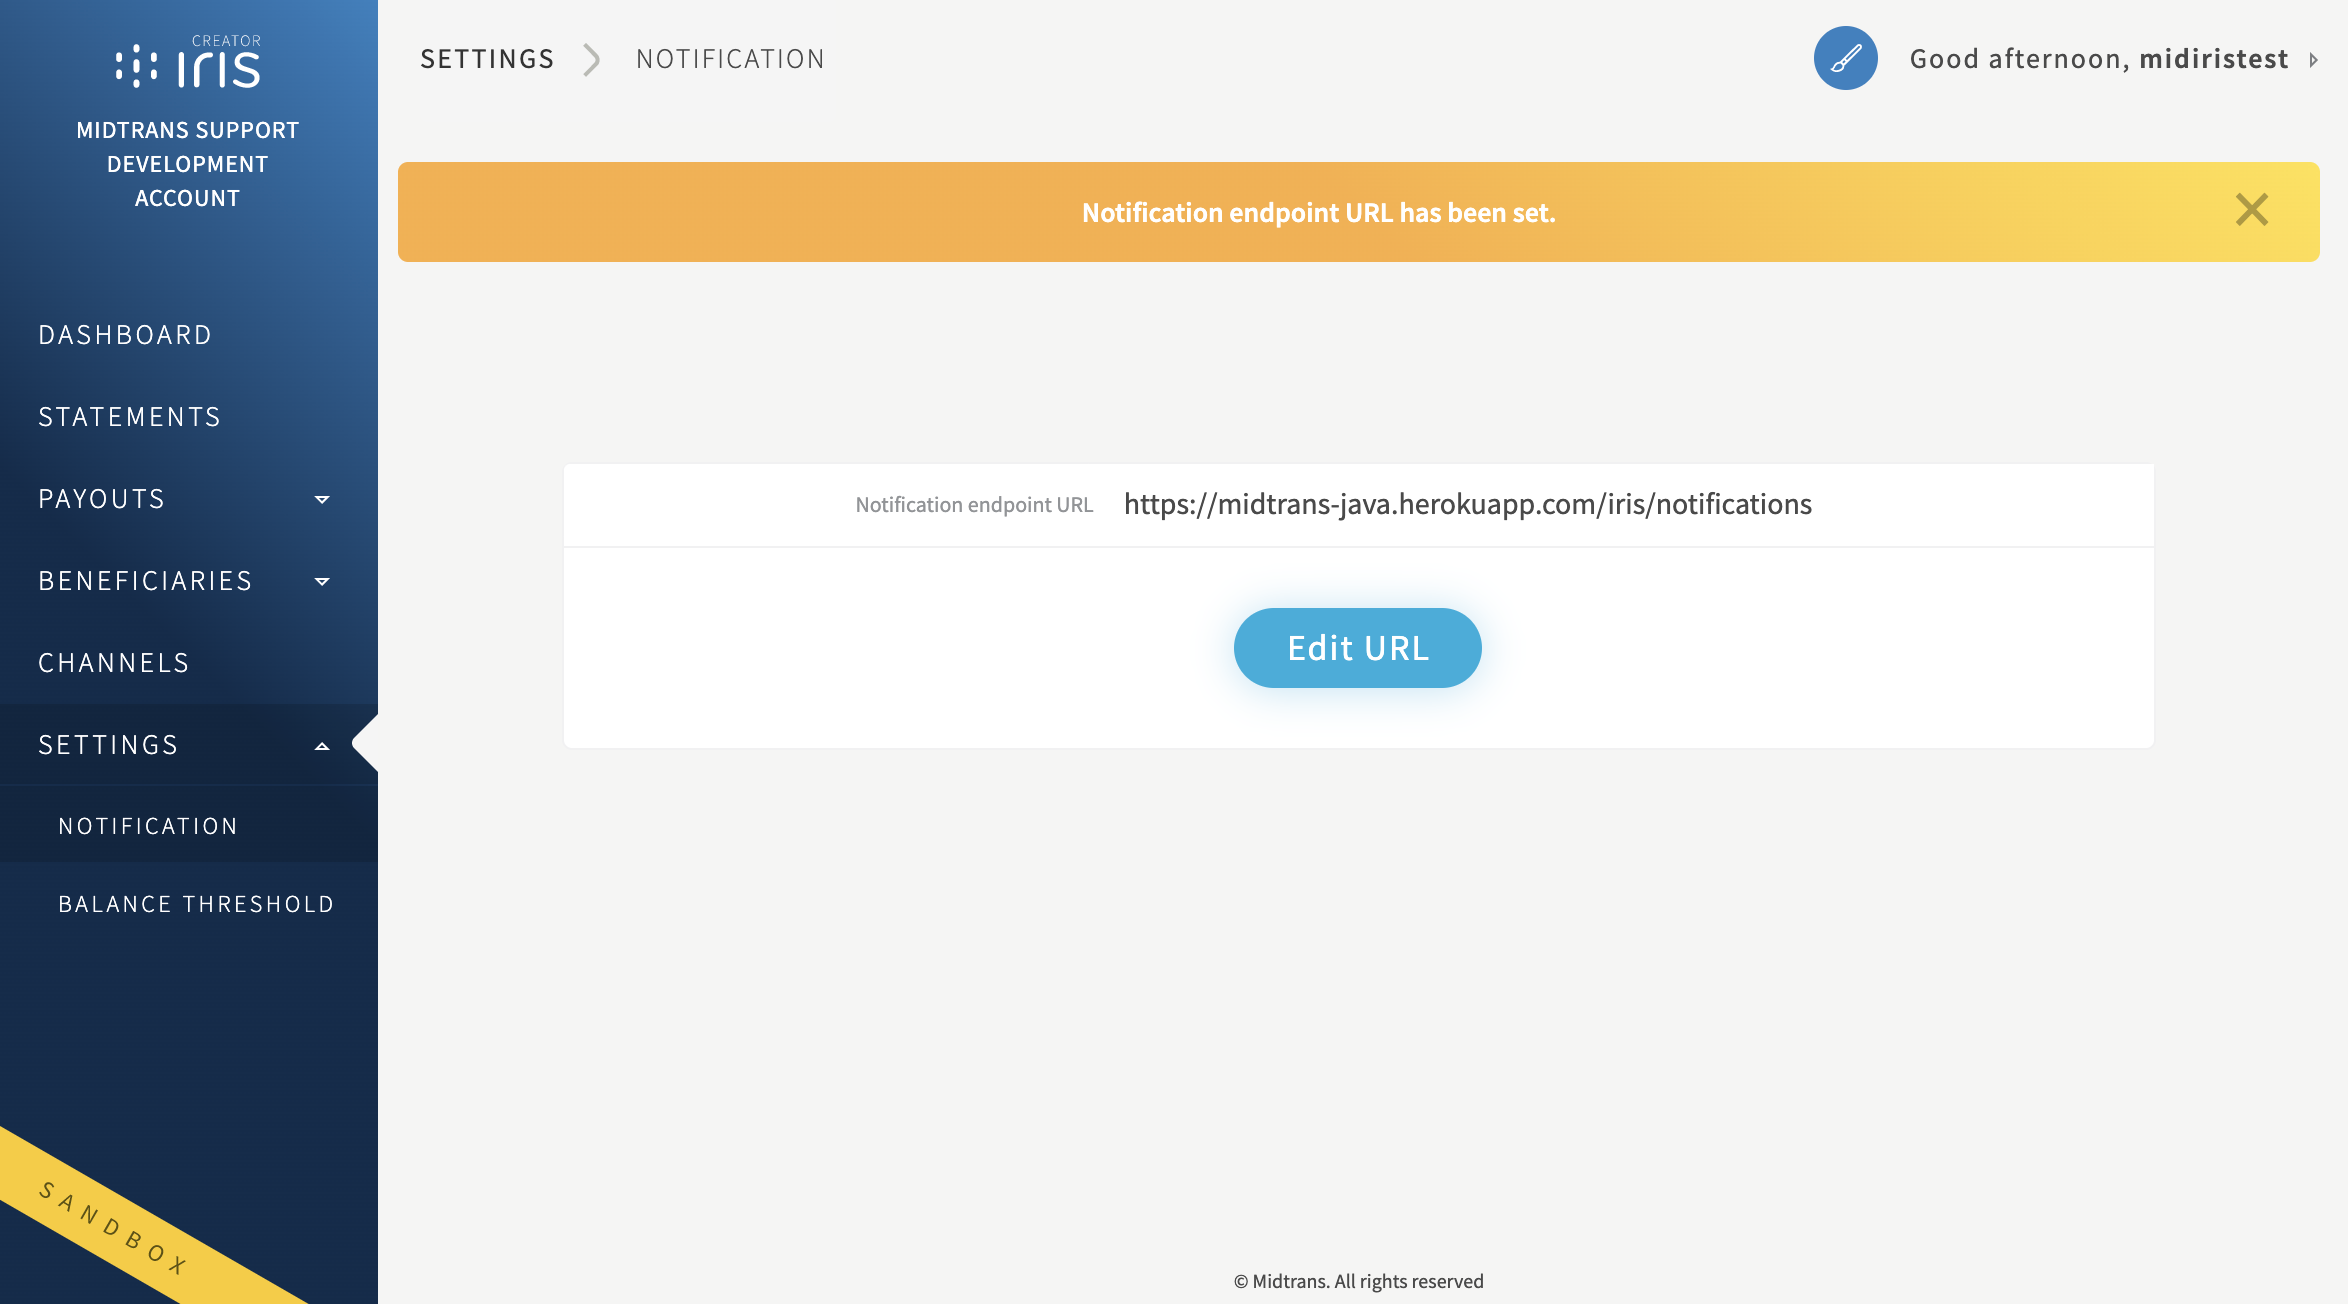 CREATOR
iris
MIDTRANS SUPPORT
DEVELOPMENT
ACCOUNT
DASHBOARD
STATEMENTS
PAYOUTS
BENEFICIARIES
CHANNELS
SETTINGS
NOTIFICATION
BALANCE THRESHOLD
SANDBOX
SETTINGS
NOTIFICATION
Good afternoon, midiristest
Notification endpoint URL has been set.
Notification endpoint URL https://midtrans-java.herokuapp.com/iris/notifications
Edit URL
© Midtrans. All rights reserved